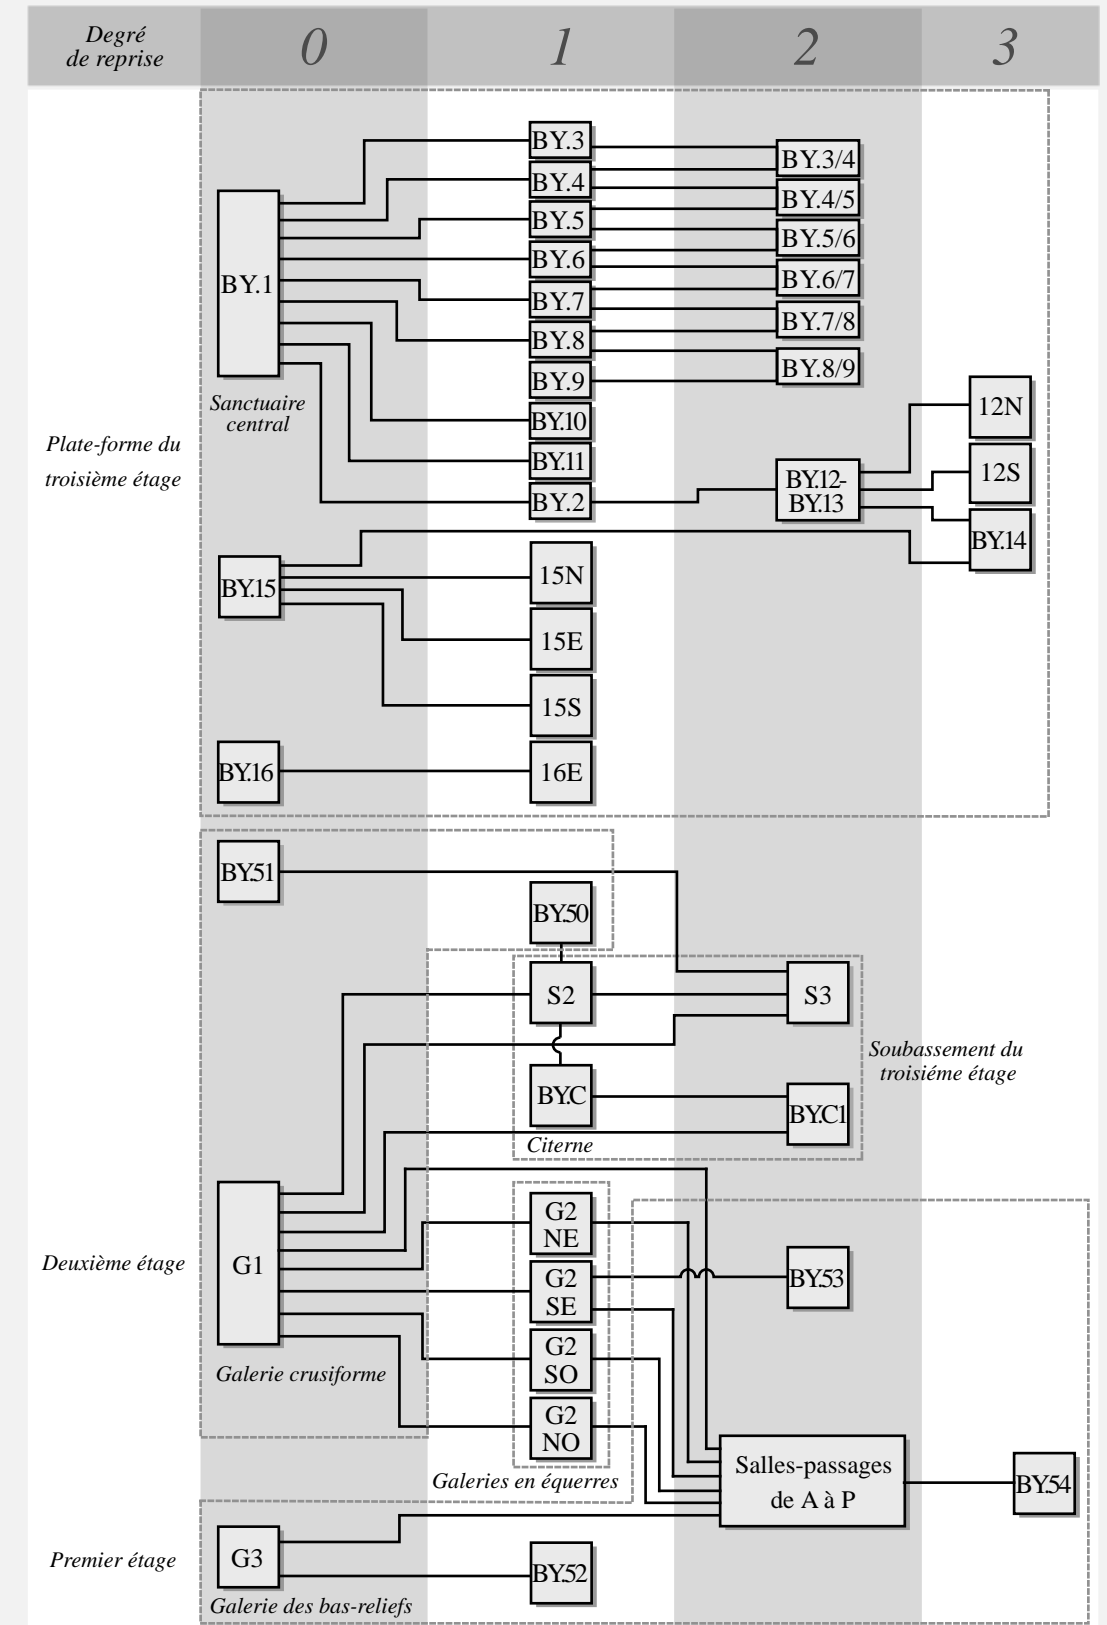 Degré
de reprise
0
1
2
3
BY.3
BY.3/4
BY.4
BY.4/5
BY.5
BY.5/6
BY.6
BY.6/7
BY.1
BY.7
BY.7/8
BY.8
BY.8/9
BY.9
Sanctuaire
central
BY.10
12N
Plate-forme du
troisième étage
BY.11
12S
BY.2
BY.12-
BY.13
BY.14
BY.15
15N
15E
15S
BY.16
16E
BY.51
BY.50
S2
S3
Soubassement du
troisiéme étage
BY.C
BY.C1
Citerne
G2
NE
Deuxième étage
G1
G2
SE
BY.53
G2
SO
Galerie crusiforme
G2
NO
Galeries en équerres
Salles-passages
de A à P
BY.54
Premier étage
G3
BY.52
Galerie des bas-reliefs